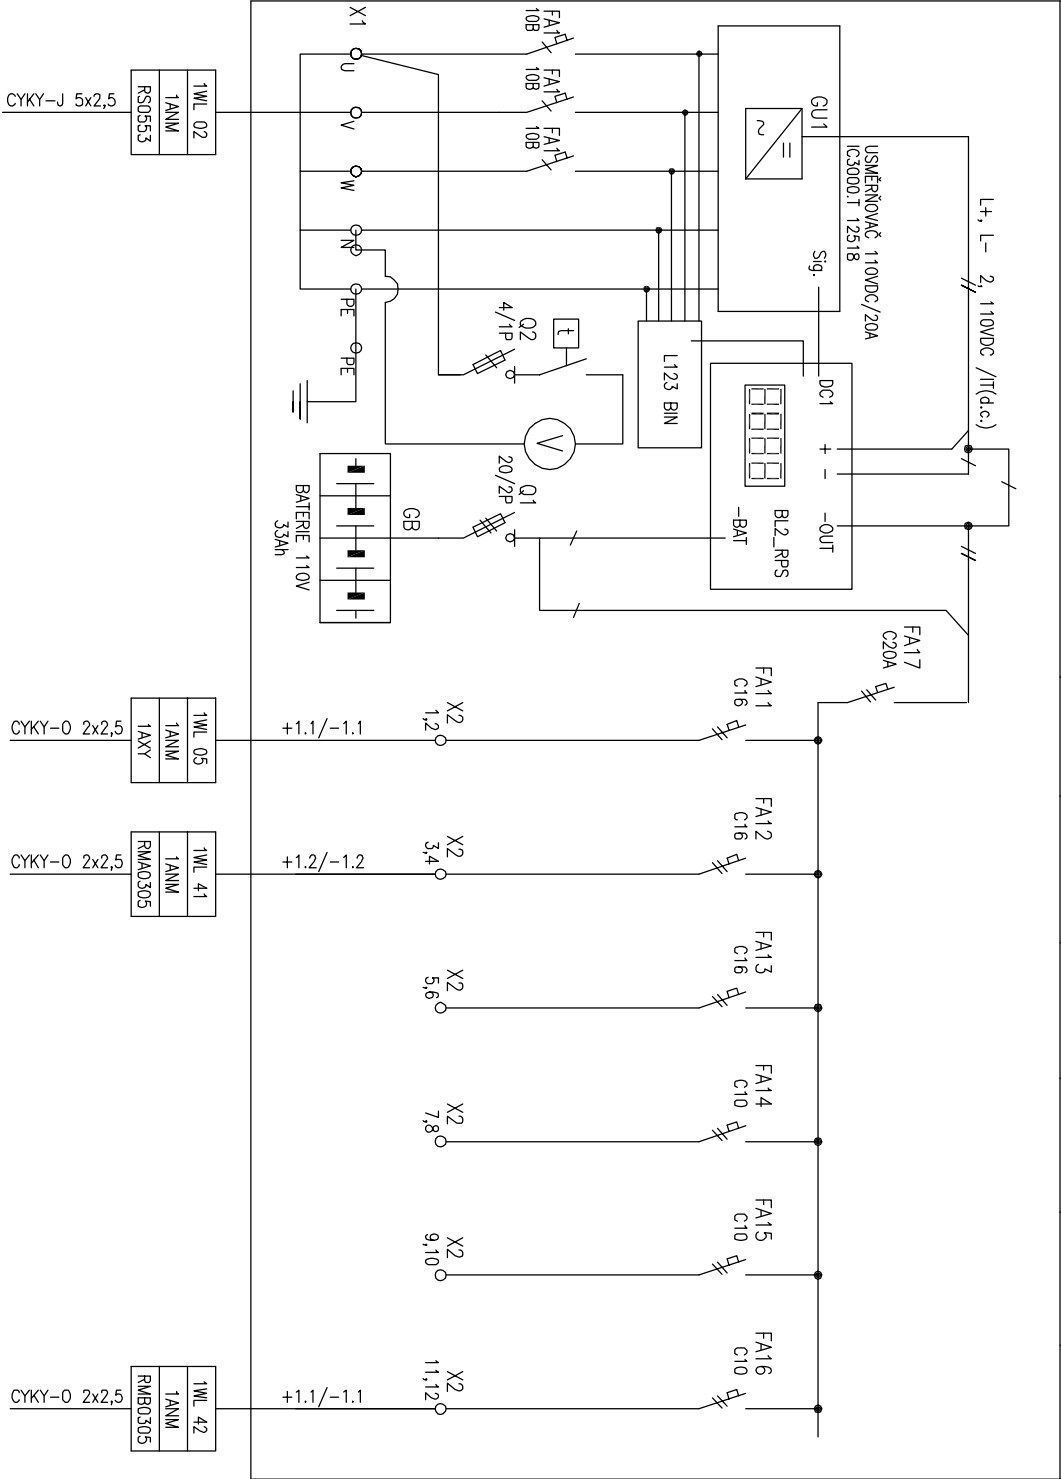 X1
U
V
W
N
PE
PE
FA1
10B
FA1
10B
FA1
10B
GU1
USMĚRŇOVAČ 110VDC/20A
IC3000.T 12518
Sig.
L+, L- 2, 110VDC /IT(d.c.)
L123 BIN
DC1
+
-
-OUT
-BAT
BL2_RPS
Q2
4/1P
t
V
Q1
20/2P
GB
BATERIE 110V
33Ah
FA17
C20A
FA11
C16
FA12
C16
FA13
C16
FA14
C10
FA15
C10
FA16
C10
X2
1,2
X2
3,4
X2
5,6
X2
7,8
X2
9,10
X2
11,12
+1.1/-1.1
+1.2/-1.2
+1.1/-1.1
1WL 02
1ANM
RS0553
CYKY-J 5x2,5
1WL 05
1ANM
1AXY
CYKY-O 2x2,5
1WL 41
1ANM
RMA0305
CYKY-O 2x2,5
1WL 42
1ANM
RMB0305
CYKY-O 2x2,5